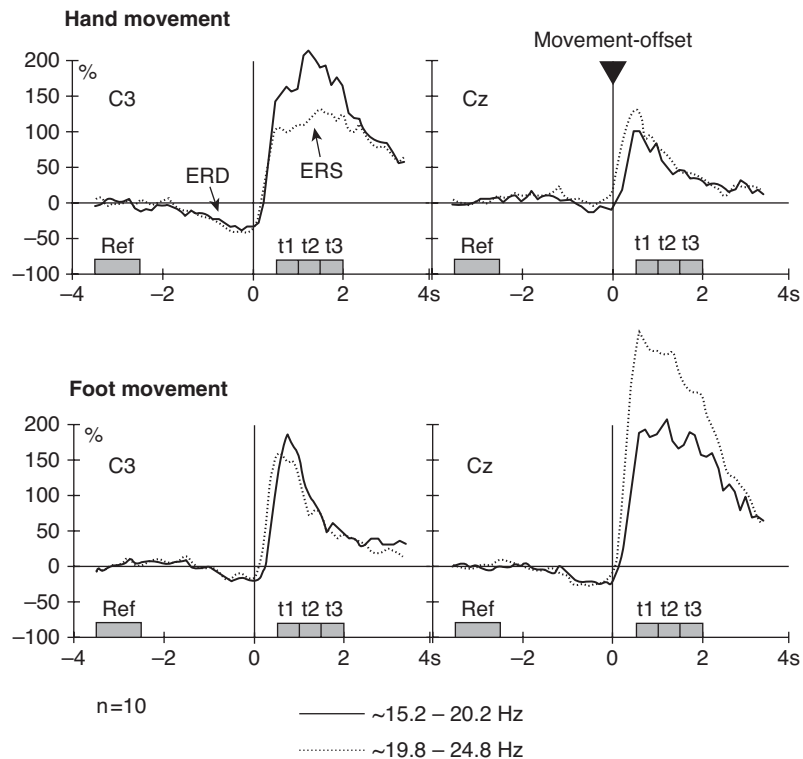 Hand movement
Movement-offset
200
%
150
C3
Cz
100
50
ERD
ERS
0
−50
Ref
t1 t2 t3
Ref
t1 t2 t3
−100
−4
−2
0
2
4s
−2
0
2
4s
Foot movement
200
%
150
C3
Cz
100
50
0
−50
Ref
t1 t2 t3
Ref
t1 t2 t3
−100
−4
−2
0
2
4s
−2
0
2
4s
n=10
~15.2 – 20.2 Hz
~19.8 – 24.8 Hz